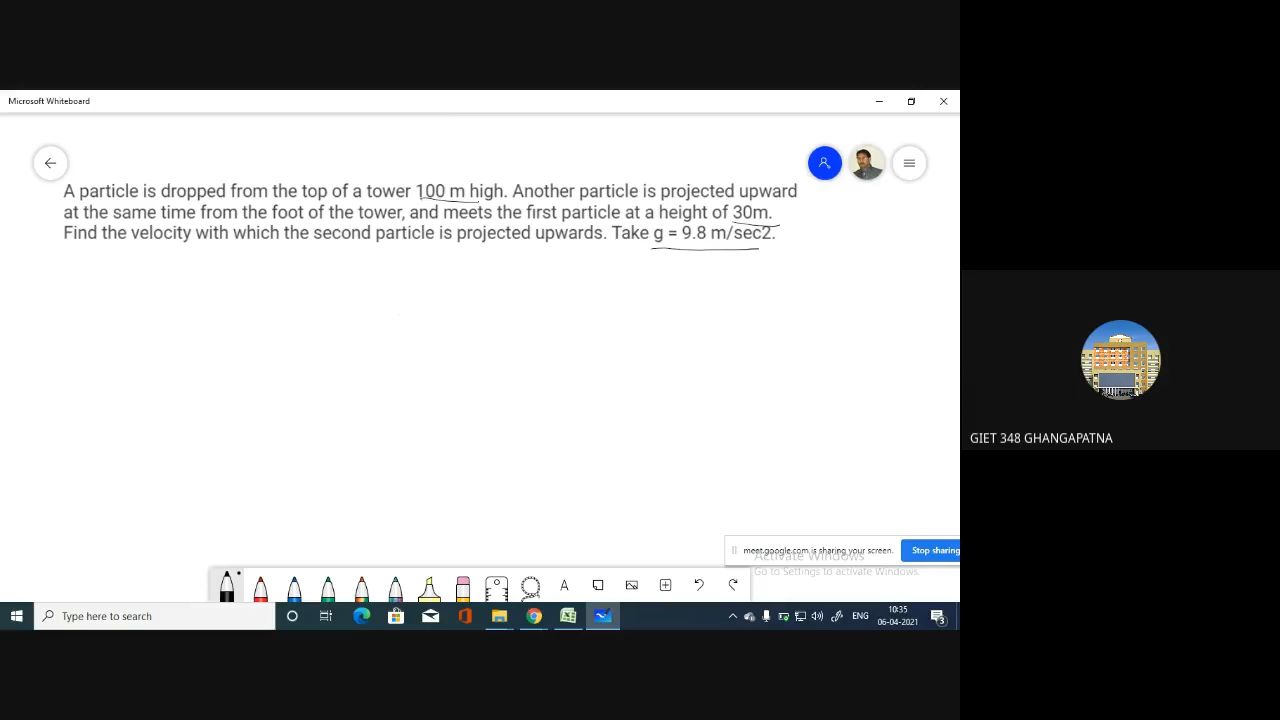 Microsoft Whiteboard
A particle is dropped from the top of a tower 100 m high. Another particle is projected upward
at the same time from the foot of the tower, and meets the first particle at a height of 30m.
Find the velocity with which the second particle is projected upwards. Take g = 9.8 m/sec2.
GIET 348 GHANGAPATNA
meet.google.com is sharing your screen.
Stop sharing
Activate Windows
Go to Settings to activate Windows.
A
Type here to search
ENG
10:35
06-04-2021
3